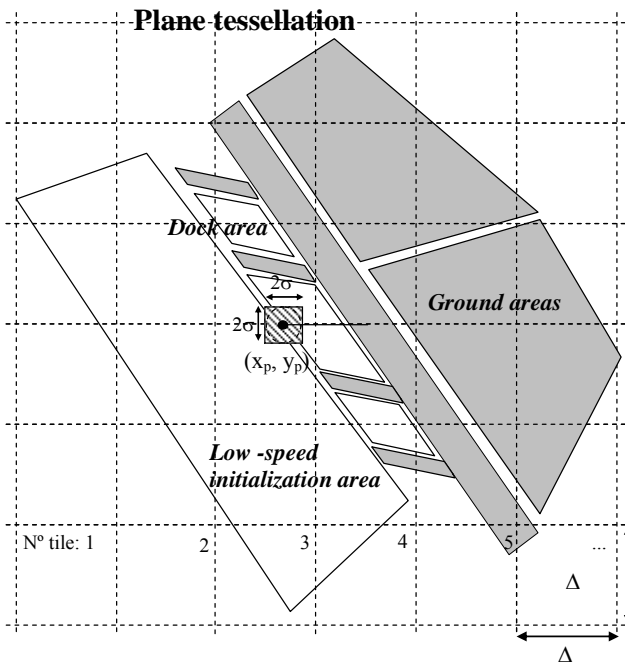 Plane tessellation
Dock area
2σ
Ground areas
2σ
(xp, yp)
Low -speed
initialization area
Nº tile: 1 2 3 4 5 ...
Δ
Δ